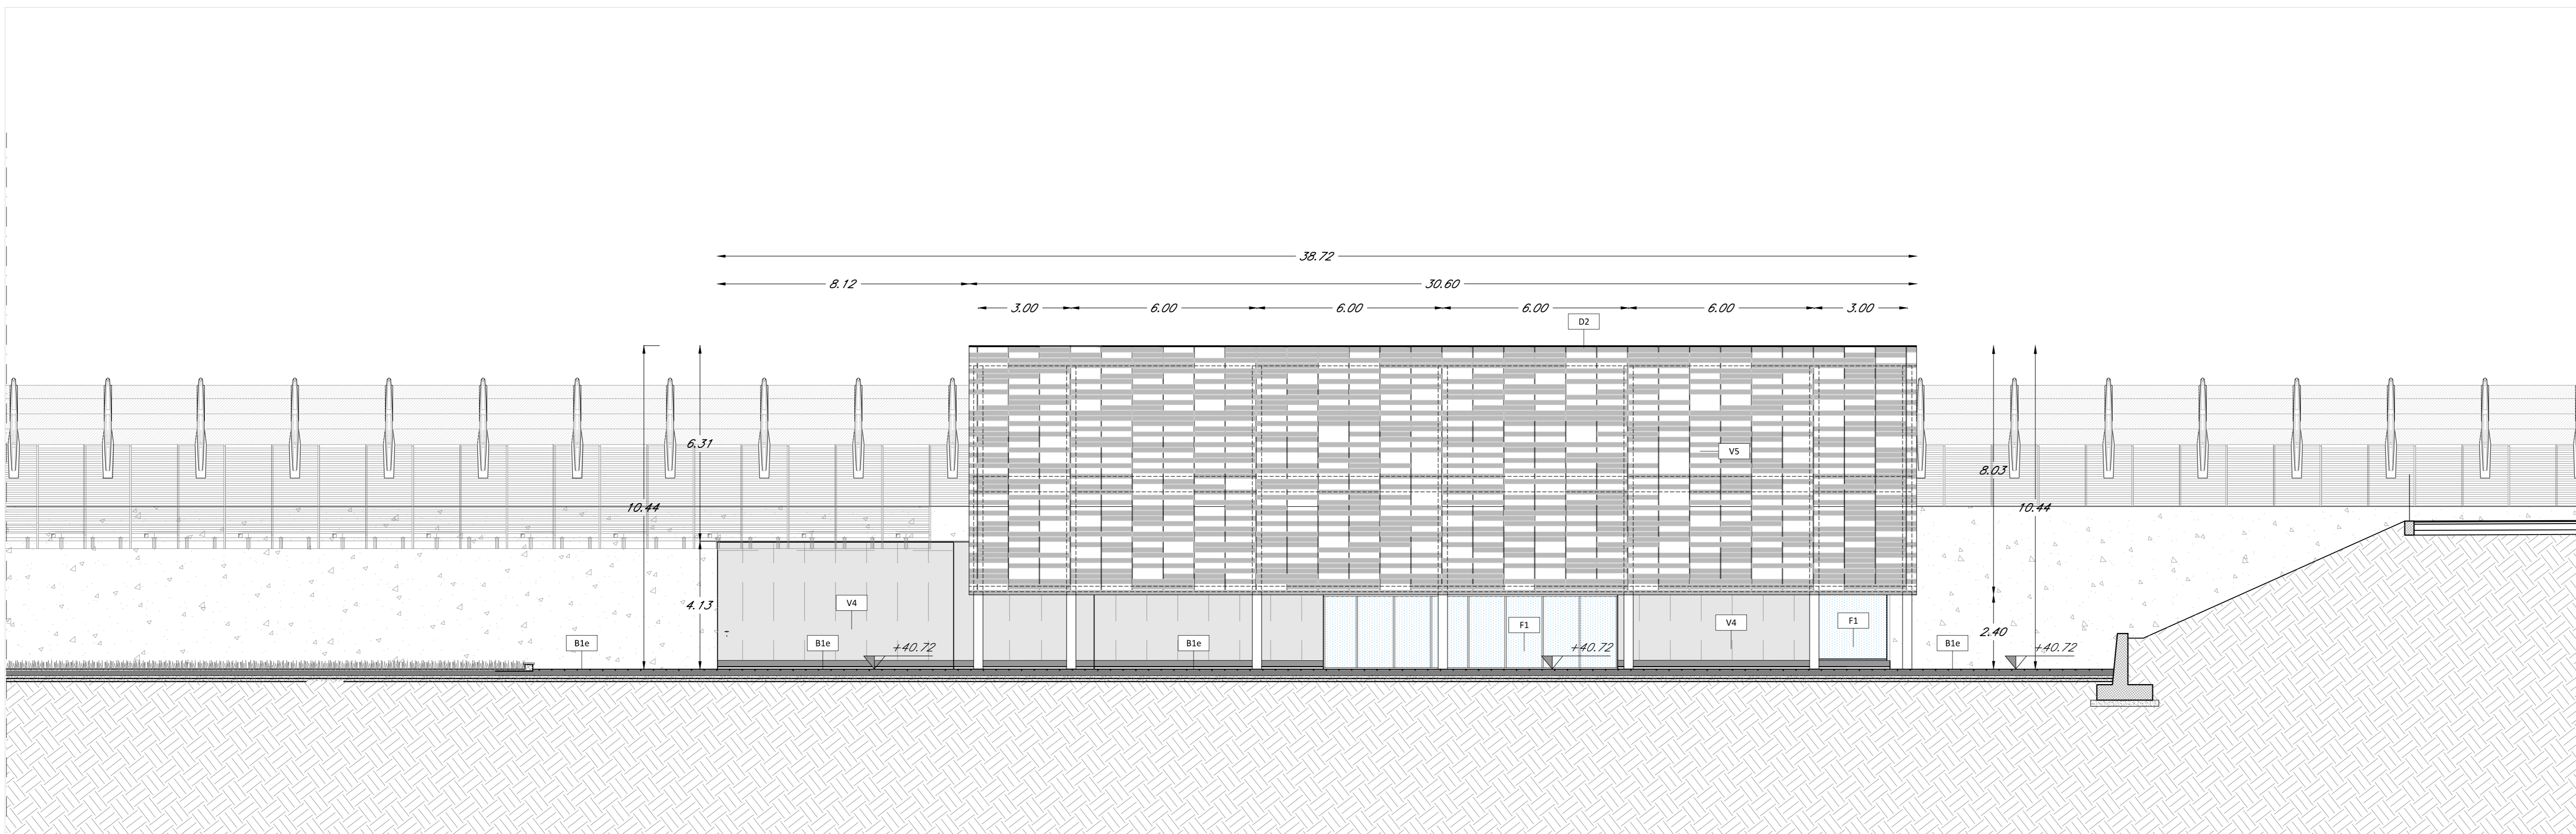 38.72
8.12 30.60
3.00 6.00 6.00 6.00 6.00 3.00
D2
6.31
V5
8.03
10.44 10.44
V4 4.13
F1 V4 F1
2.40
B1e B1e B1e B1e
+40.72 +40.72 +40.72